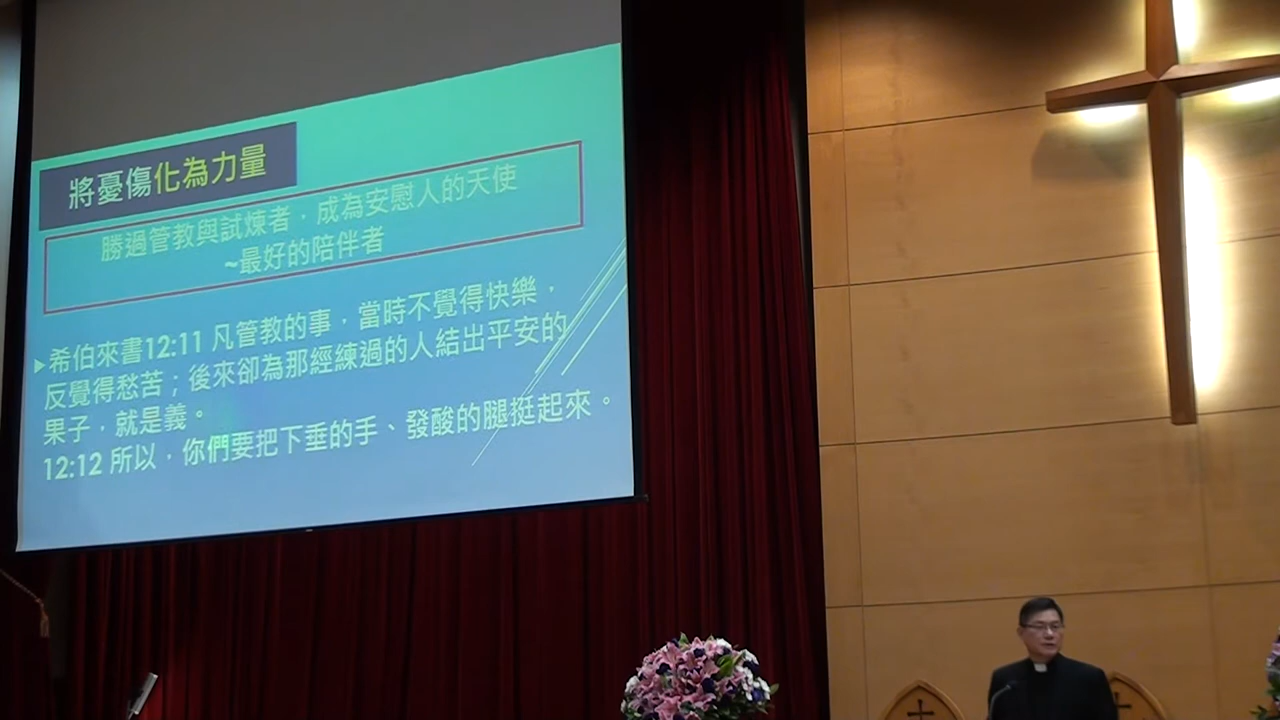 將憂傷化為力量
勝過管教與試煉者，成為安慰人的天使
~最好的陪伴者
希伯來書12:11 凡管教的事，當時不覺得快樂，
反覺得愁苦；後來卻為那經練過的人結出平安的
果子，就是義。
12:12 所以，你們要把下垂的手、發酸的腿挺起來。